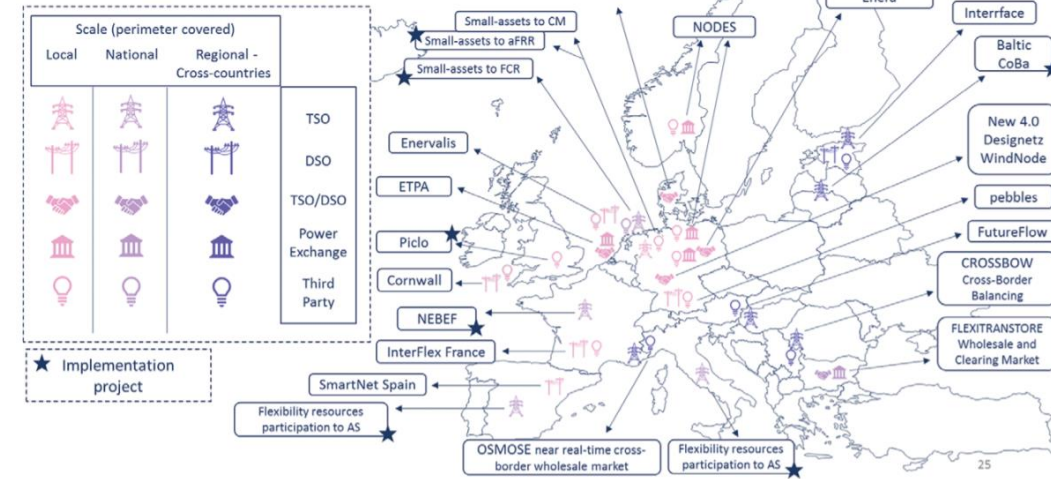 Scale (perimeter covered)
Local
National
Regional -
Cross-countries
TSO
DSO
TSO/DSO
Power
Exchange
Third
Party
Implementation
project
Small-assets to CM
Small-assets to aFRR
Small-assets to FCR
NODES
Interrface
Baltic
CoBa
Enervalis
ETPA
Piclo
Cornwall
NEBEF
InterFlex France
SmartNet Spain
Flexibility resources
participation to AS
New 4.0
Designetz
WindNode
pebbles
FutureFlow
CROSSBOW
Cross-Border
Balancing
FLEXITRANSTORE
Wholesale and
Clearing Market
OSMOSE near real-time cross-
border wholesale market
Flexibility resources
participation to AS
25